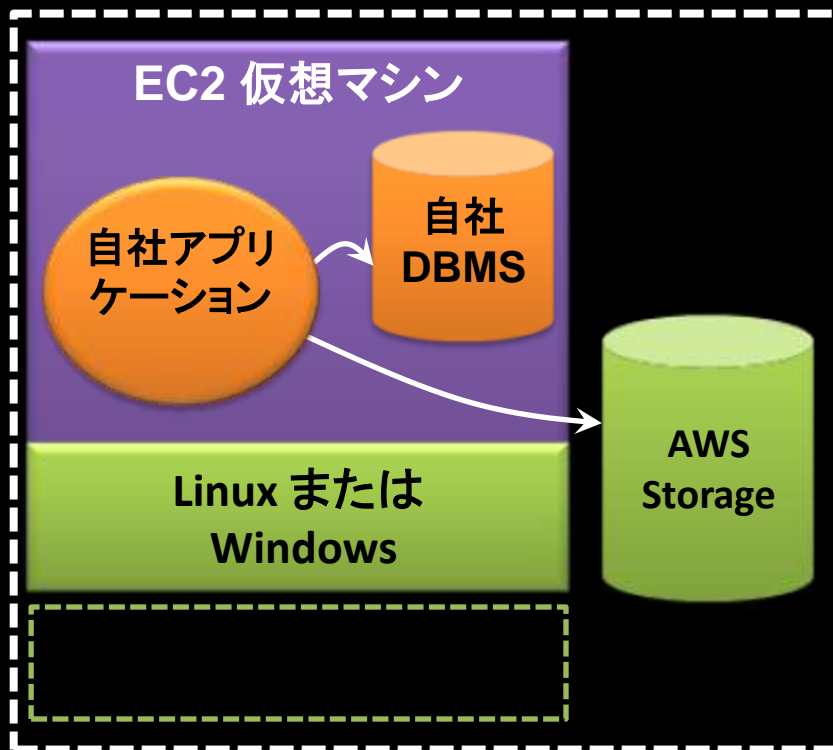 EC2 仮想マシン
自社アプリ
ケーション
自社
DBMS
AWS
Storage
Linux または
Windows